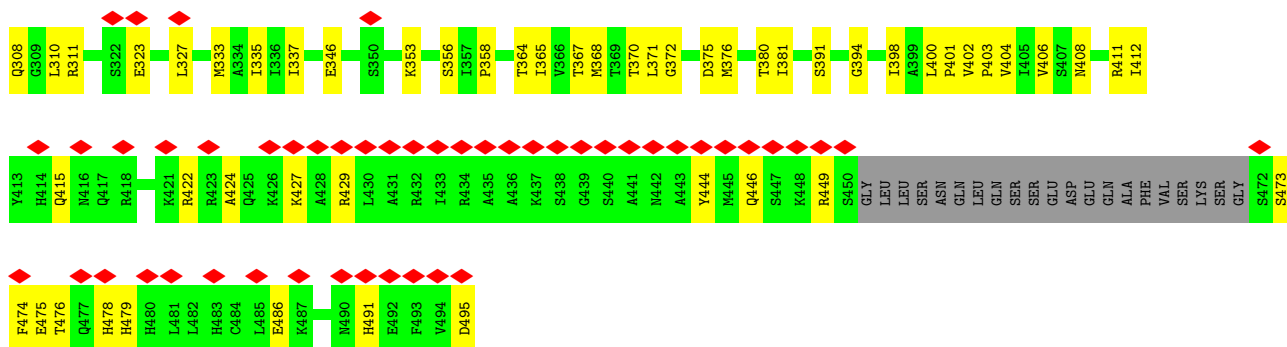 Q308 G309 L310 R311 S322 E323 L327 M333 A334 I335 I336 I337 E346 S350 K353 S356 I357 P358 T364 I365 V366 T367 M368 T369 T370 L371 G372 D375 M376 T380 I381 S391 G394 I398 A399 L400 P401 V402 P403 V404 I405 V406 S407 N408 R411 I412
Y413 H414 Q415 N416 Q417 R418 K421 R422 R423 A424 Q425 K426 K427 A428 R429 L430 A431 R432 I433 R434 A435 A436 K437 S438 G439 S440 A441 N442 A443 Y444 M445 Q446 S447 K448 R449 S450 GLY LEU LEU SER ASN GLN LEU GLN SER SER GLU ASP GLU GLN ALA PHE VAL SER LYS SER GLY S472 S473
F474 E475 T476 Q477 H478 H479 H480 L481 L482 H483 C484 L485 E486 K487 N490 H491 E492 F493 V494 D495